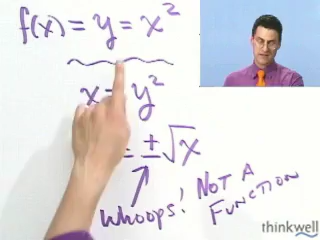 f(x) = y = x²
x = y²
= ±√x
Whoops! NOT A
FUNCTION
thinkwell